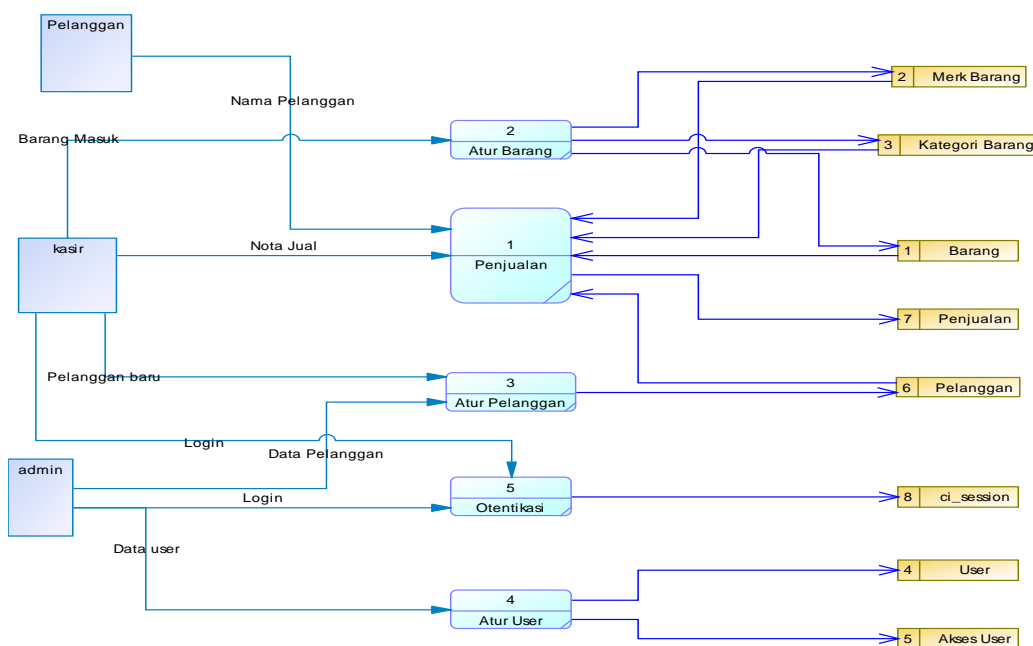 Pelanggan
2 Merk Barang
Nama Pelanggan
Barang Masuk
2
Atur Barang
3 Kategori Barang
kasir
Nota Jual
1
Penjualan
1 Barang
7 Penjualan
Pelanggan baru
3
Atur Pelanggan
6 Pelanggan
Login
Data Pelanggan
admin
Login
5
Otentikasi
8 ci_session
Data user
4
Atur User
4 User
5 Akses User